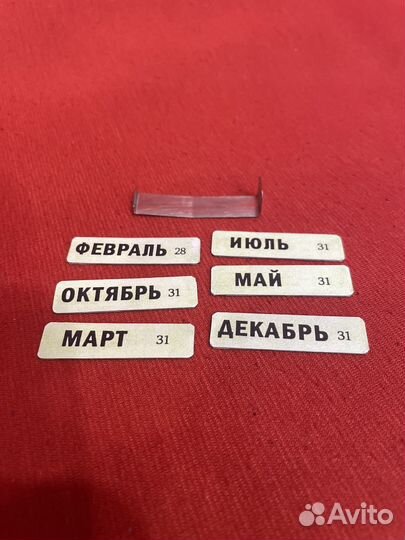 ФЕВРАЛЬ 28
ИЮЛЬ 31
ОКТЯБРЬ 31
МАЙ 31
МАРТ 31
ДЕКАБРЬ 31
Avito